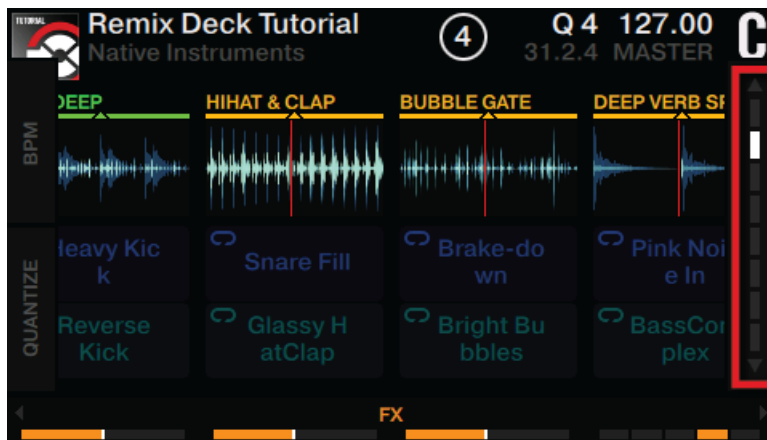 TUTORIAL
Remix Deck Tutorial
Native Instruments
4
Q 4 127.00
31.2.4 MASTER
C
BPM
QUANTIZE
DEEP
HIHAT & CLAP
BUBBLE GATE
DEEP VERB SF
Heavy Kic
k
Snare Fill
Brake-do
wn
Pink Noi
e In
Reverse
Kick
Glassy H
atClap
Bright Bu
bbles
BassCor
plex
FX